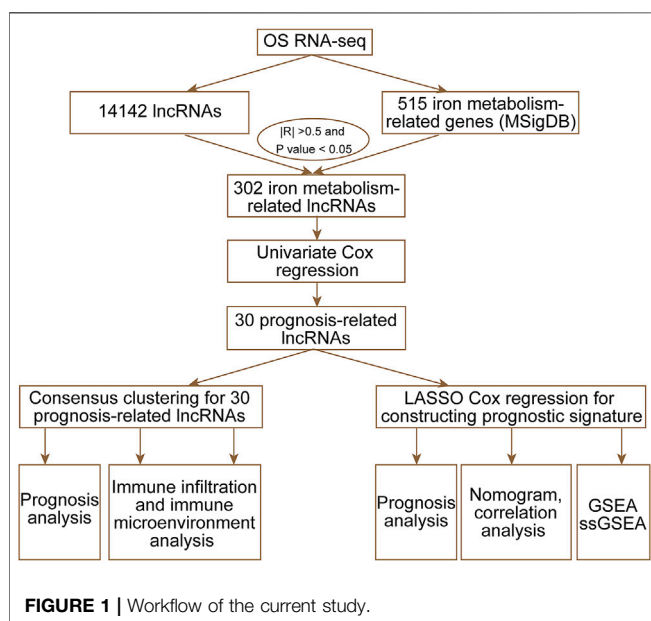 OS RNA-seq
14142 lncRNAs
515 iron metabolism-
related genes (MSigDB)
|R| >0.5 and
P value < 0.05
302 iron metabolism-
related lncRNAs
Univariate Cox
regression
30 prognosis-related
lncRNAs
Consensus clustering for 30
prognosis-related lncRNAs
LASSO Cox regression for
constructing prognostic signature
Prognosis
analysis
Immune infiltration
and immune
microenvironment
analysis
Prognosis
analysis
Nomogram,
correlation
analysis
GSEA
ssGSEA
FIGURE 1 | Workflow of the current study.